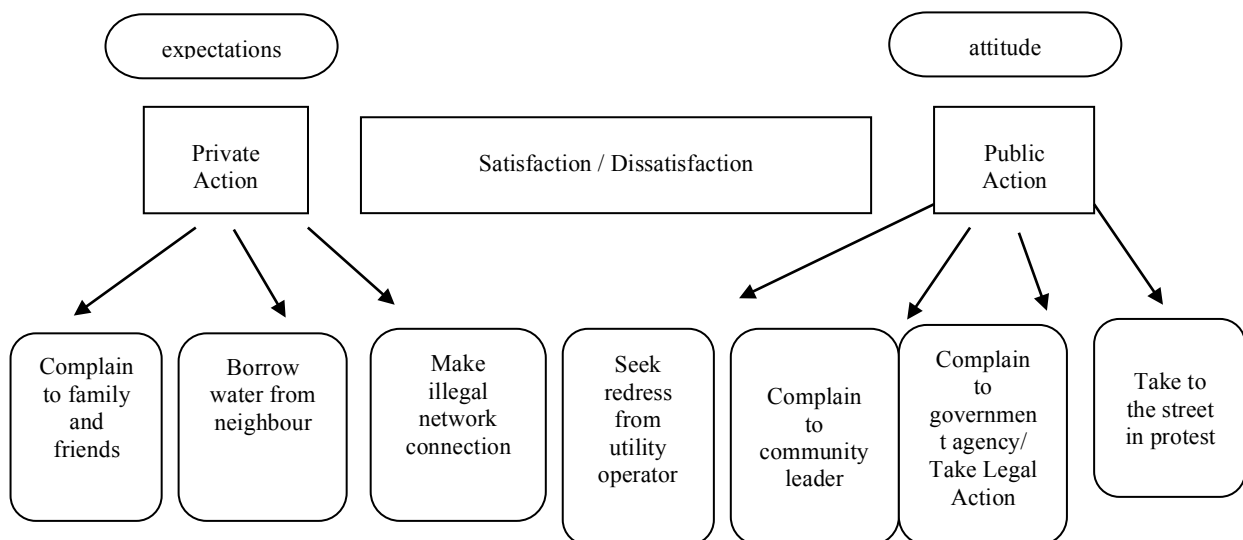 expectations
attitude
Private
Action
Satisfaction / Dissatisfaction
Public
Action
Complain
to family
and
friends
Borrow
water from
neighbour
Make
illegal
network
connection
Seek
redress
from
utility
operator
Complain
to
community
leader
Complain
to
governmen
t agency/
Take Legal
Action
Take to
the street
in protest